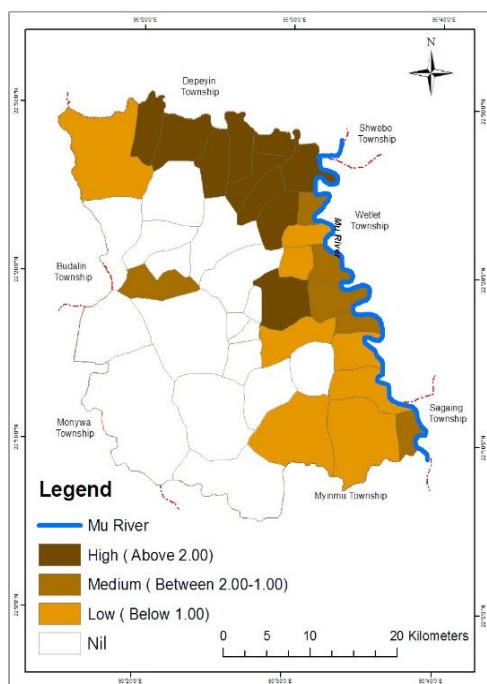 N
Depeyin
Township
Shwebo
Township
Wetlet
Township
Mu River
Budalin
Township
Monywa
Township
Sagaing
Township
Myinmu Township
Legend
Mu River
High ( Above 2.00)
Medium ( Between 2.00-1.00)
Low ( Below 1.00)
Nil
0 5 10 20 Kilometers